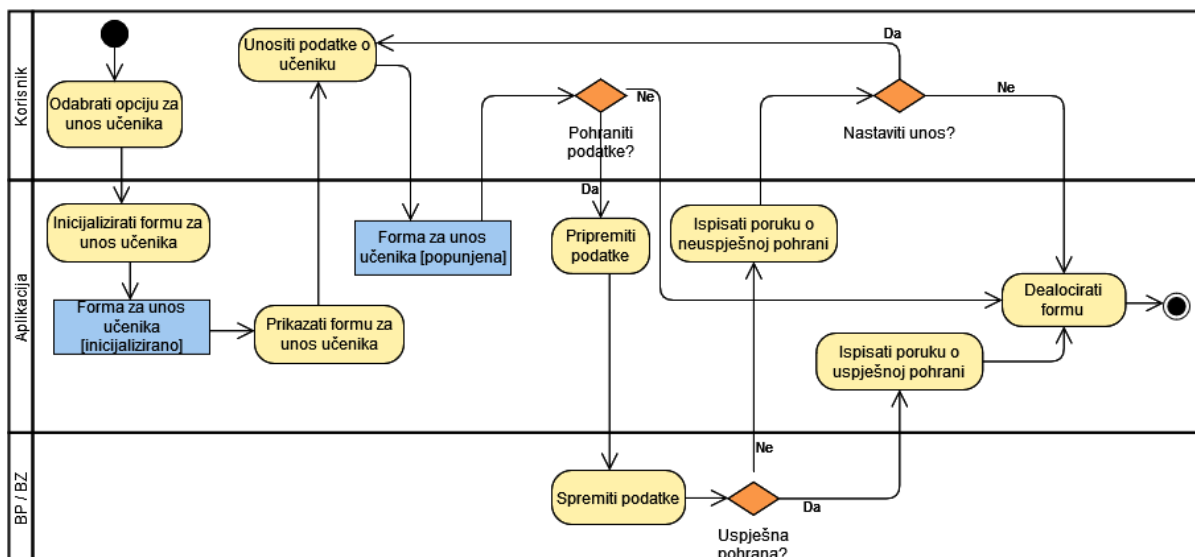 Korisnik
Odabrati opciju za
unos učenika
Unositi podatke o
učeniku
Ne
Pohraniti
podatke?
Da
Da
Ne
Nastaviti unos?
Aplikacija
Inicijalizirati formu za
unos učenika
Forma za unos
učenika
[inicijalizirano]
Prikazati formu za
unos učenika
Forma za unos
učenika [popunjena]
Pripremiti
podatke
Ispisati poruku o
neuspješnoj pohrani
Dealocirati
formu
Ispisati poruku o
uspješnoj pohrani
BP / BZ
Spremiti podatke
Ne
Da
Uspješna
pohrana?